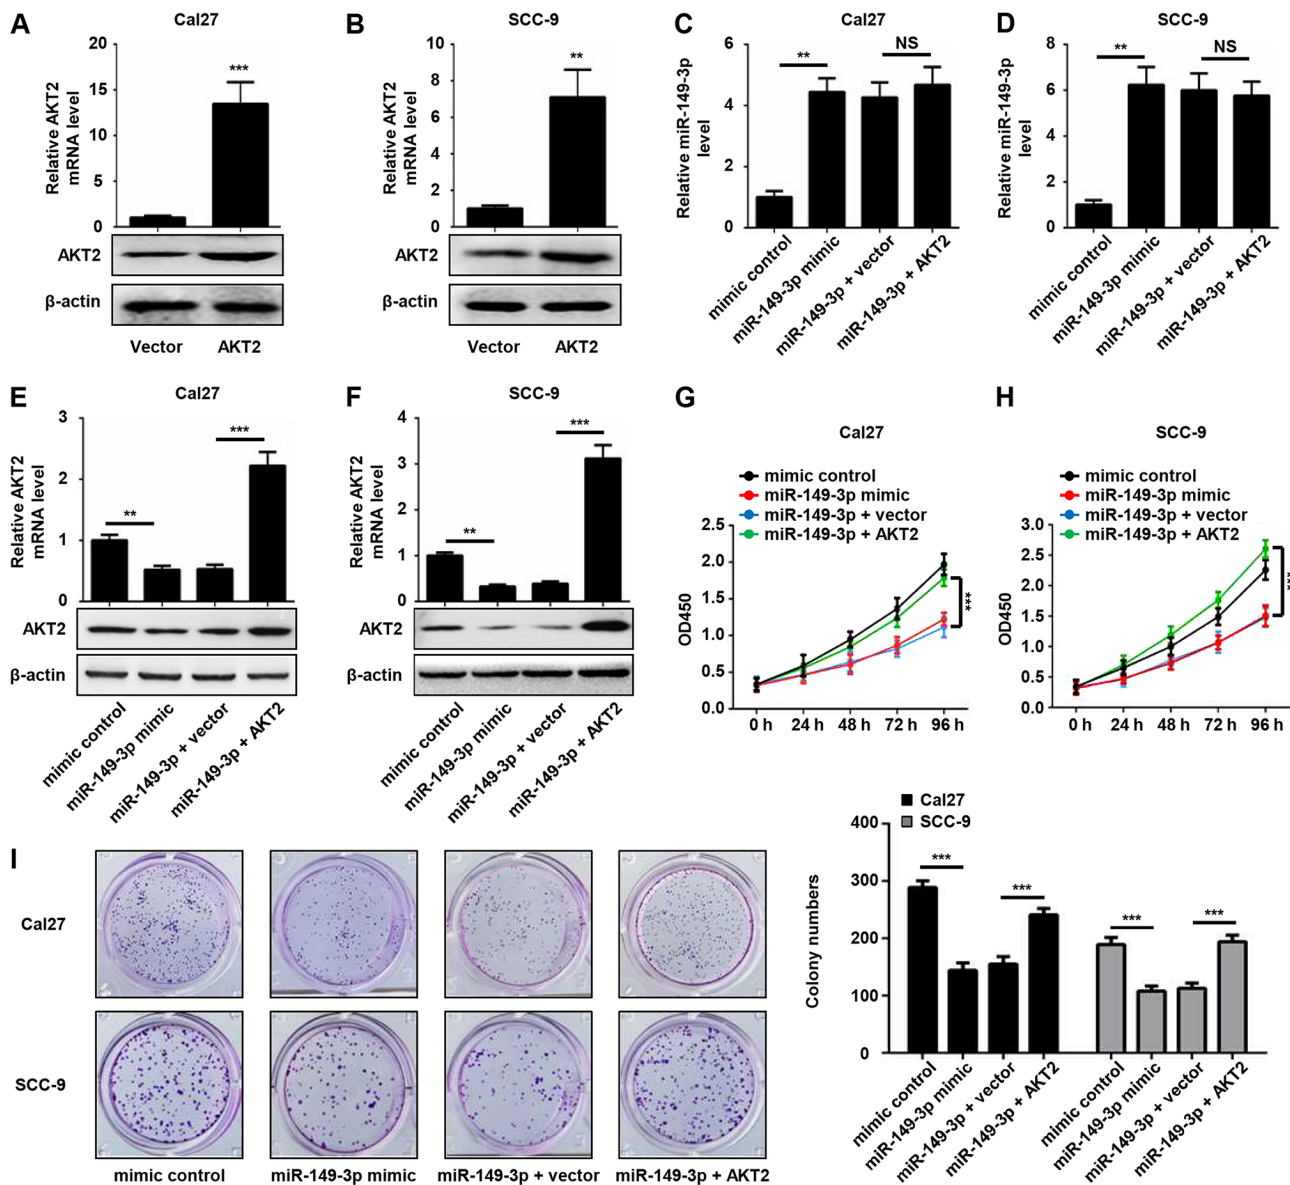 A
Cal27
Relative AKT2
mRNA level
20
15
10
5
0
***
AKT2
β-actin
Vector
AKT2
B
SCC-9
Relative AKT2
mRNA level
10
8
6
4
2
0
**
AKT2
β-actin
Vector
AKT2
C
Cal27
Relative miR-149-3p
level
6
4
2
0
**
NS
mimic control
miR-149-3p mimic
miR-149-3p + vector
miR-149-3p + AKT2
D
SCC-9
Relative miR-149-3p
level
8
6
4
2
0
**
NS
mimic control
miR-149-3p mimic
miR-149-3p + vector
miR-149-3p + AKT2
E
Cal27
Relative AKT2
mRNA level
3
2
1
0
**
***
AKT2
β-actin
mimic control
miR-149-3p mimic
miR-149-3p + vector
miR-149-3p + AKT2
F
SCC-9
Relative AKT2
mRNA level
4
3
2
1
0
**
***
AKT2
β-actin
mimic control
miR-149-3p mimic
miR-149-3p + vector
miR-149-3p + AKT2
G
Cal27
mimic control
miR-149-3p mimic
miR-149-3p + vector
miR-149-3p + AKT2
OD450
2.5
2.0
1.5
1.0
0.5
0.0
***
0 h
24 h
48 h
72 h
96 h
H
SCC-9
mimic control
miR-149-3p mimic
miR-149-3p + vector
miR-149-3p + AKT2
OD450
3.0
2.5
2.0
1.5
1.0
0.5
0.0
***
0 h
24 h
48 h
72 h
96 h
I
Cal27
SCC-9
mimic control
miR-149-3p mimic
miR-149-3p + vector
miR-149-3p + AKT2
Cal27
SCC-9
Colony numbers
400
300
200
100
0
***
***
***
***
mimic control
miR-149-3p mimic
miR-149-3p + vector
miR-149-3p + AKT2
mimic control
miR-149-3p mimic
miR-149-3p + vector
miR-149-3p + AKT2